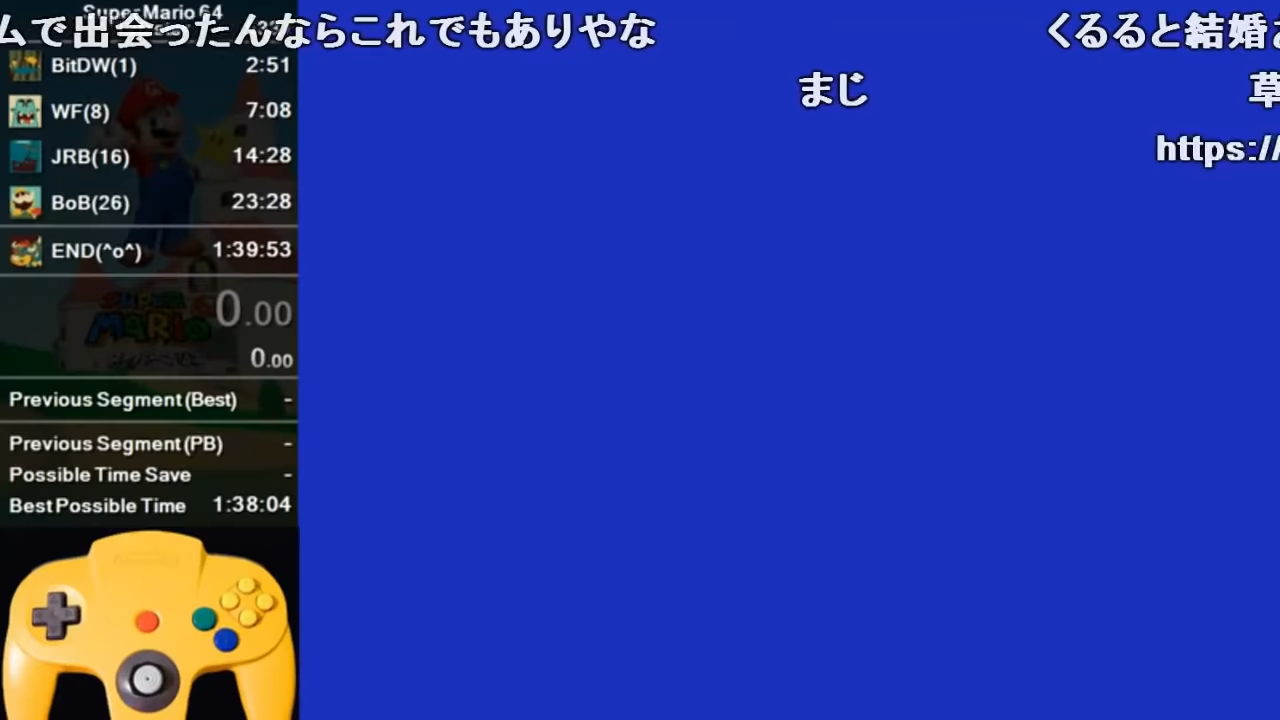 Super Mario 64
ムで出会ったんならこれでもありやな
くるると結婚
BitDW(1) 2:51
まじ
草
WF(8) 7:08
https://
JRB(16) 14:28
BoB(26) 23:28
END(^o^) 1:39:53
0.00
0.00
Previous Segment (Best) -
Previous Segment (PB) -
Possible Time Save -
Best Possible Time 1:38:04